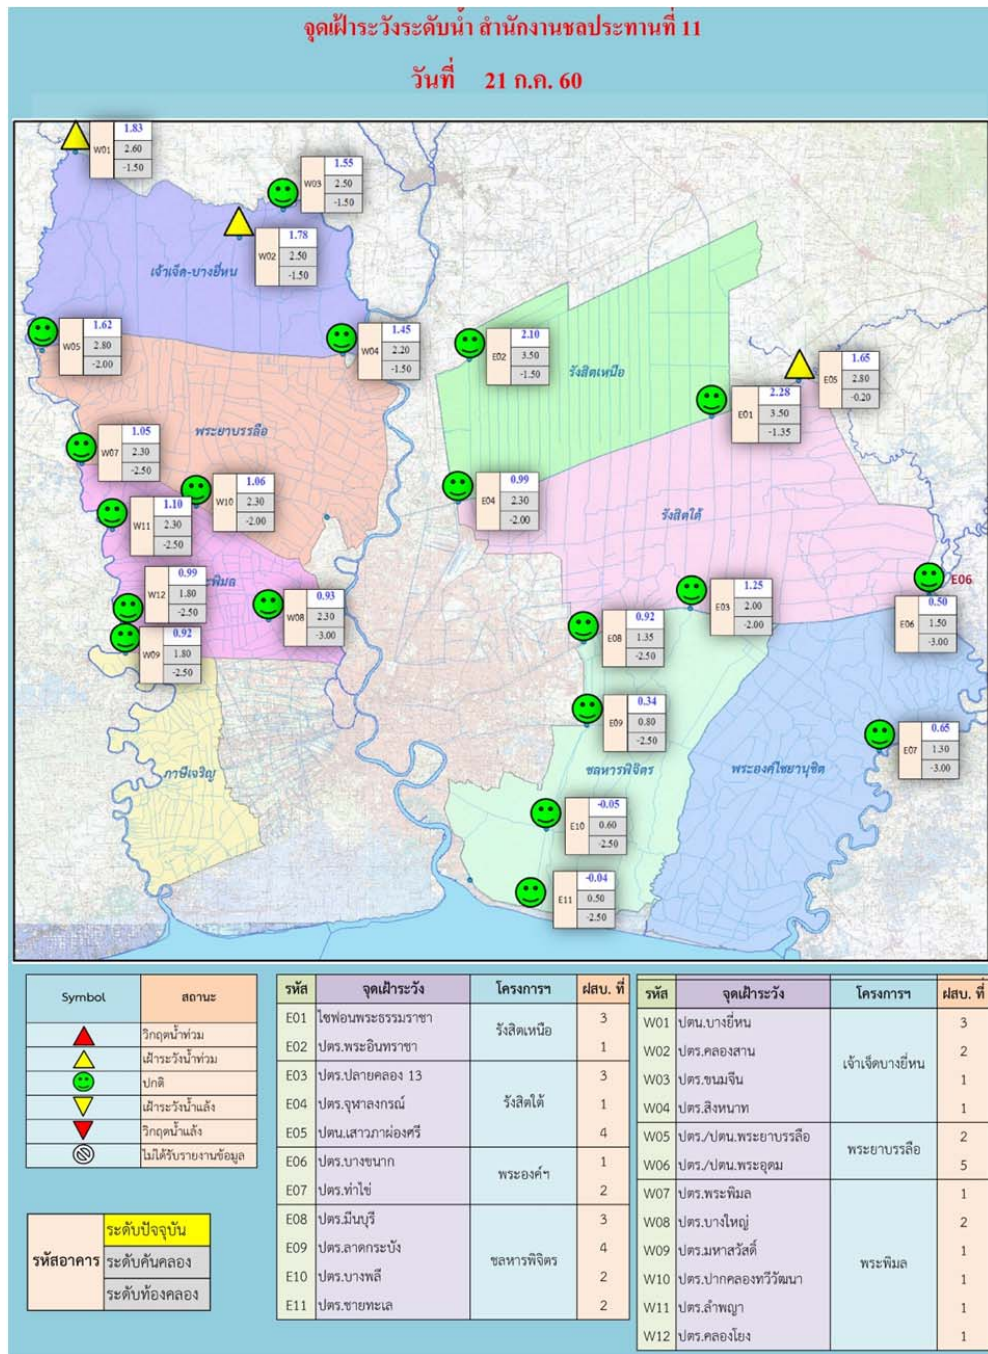 จุดเฝ้าระวังระดับน้ำ สำนักงานชลประทานที่ 11
วันที่ 21 ก.ค. 60
W01 1.83 2.60 -1.50
W03 1.55 2.50 -1.50
W02 1.78 2.50 -1.50
เจ้าเจ็ด-บางยี่หน
W05 1.62 2.80 -2.00
W04 1.45 2.20 -1.50
E02 2.10 3.50 -1.50
รังสิตเหนือ
E05 1.65 2.80 -0.20
E01 2.28 3.50 -1.35
พระยาบรรลือ
W07 1.05 2.30 -2.50
W10 1.06 2.30 -2.00
W11 1.10 2.30 -2.50
E04 0.99 2.30 -2.00
รังสิตใต้
W12 0.99 1.80 -2.50
ะพิมล
W08 0.93 2.30 -3.00
W09 0.92 1.80 -2.50
E03 1.25 2.00 -2.00
E06
E06 0.50 1.50 -3.00
E08 0.92 1.35 -2.50
E09 0.34 0.80 -2.50
E07 0.65 1.30 -3.00
ภาษีเจริญ
ชลหารพิจิตร
พระองค์ไชยานุชิต
E10 -0.05 0.60 -2.50
E11 -0.04 0.50 -2.50
Symbol สถานะ
วิกฤตน้ำท่วม
เฝ้าระวังน้ำท่วม
ปกติ
เฝ้าระวังน้ำแล้ง
วิกฤตน้ำแล้ง
ไม่ได้รับรายงานข้อมูล
รหัสอาคาร
ระดับปัจจุบัน
ระดับคันคลอง
ระดับท้องคลอง
รหัส จุดเฝ้าระวัง โครงการฯ ฝสบ. ที่
E01 ไซฟอนพระธรรมราชา รังสิตเหนือ 3
E02 ปตร.พระอินทราชา 1
E03 ปตร.ปลายคลอง 13 รังสิตใต้ 3
E04 ปตร.จุฬาลงกรณ์ 1
E05 ปตน.เสาวภาผ่องศรี 4
E06 ปตร.บางขนาก พระองค์ฯ 1
E07 ปตร.ท่าไข่ 2
E08 ปตร.มีนบุรี ชลหารพิจิตร 3
E09 ปตร.ลาดกระบัง 4
E10 ปตร.บางพลี 2
E11 ปตร.ชายทะเล 2
รหัส จุดเฝ้าระวัง โครงการฯ ฝสบ. ที่
W01 ปตน.บางยี่หน เจ้าเจ็ดบางยี่หน 3
W02 ปตร.คลองสาน 2
W03 ปตร.ขนมจีน 1
W04 ปตร.สิงหนาท 1
W05 ปตร./ปตน.พระยาบรรลือ พระยาบรรลือ 2
W06 ปตร./ปตน.พระอุดม 5
W07 ปตร.พระพิมล พระพิมล 1
W08 ปตร.บางใหญ่ 2
W09 ปตร.มหาสวัสดิ์ 1
W10 ปตร.ปากคลองทวีวัฒนา 1
W11 ปตร.ลำพญา 1
W12 ปตร.คลองโยง 1